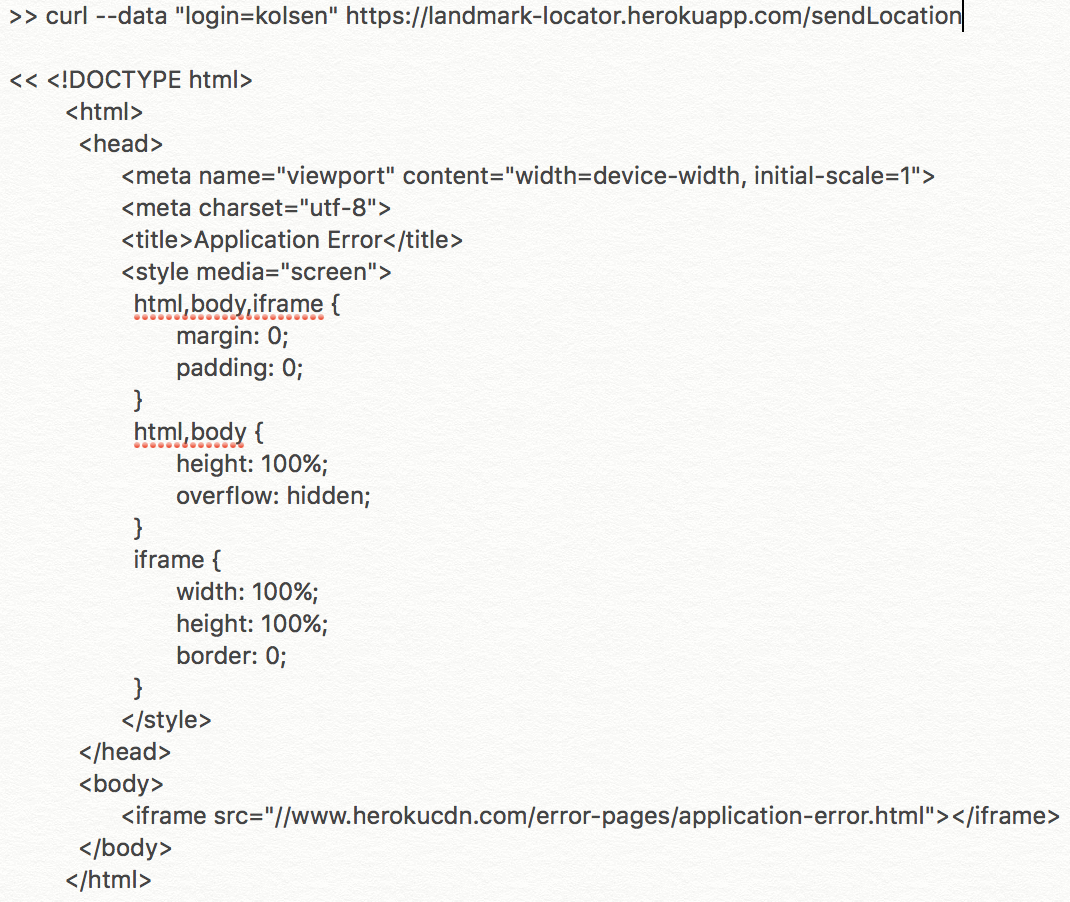 >> curl --data "login=kolsen" https://landmark-locator.herokuapp.com/sendLocation
<< <!DOCTYPE html>
<html>
<head>
<meta name="viewport" content="width=device-width, initial-scale=1">
<meta charset="utf-8">
<title>Application Error</title>
<style media="screen">
html,body,iframe {
margin: 0;
padding: 0;
}
html,body {
height: 100%;
overflow: hidden;
}
iframe {
width: 100%;
height: 100%;
border: 0;
}
</style>
</head>
<body>
<iframe src="//www.herokucdn.com/error-pages/application-error.html"></iframe>
</body>
</html>